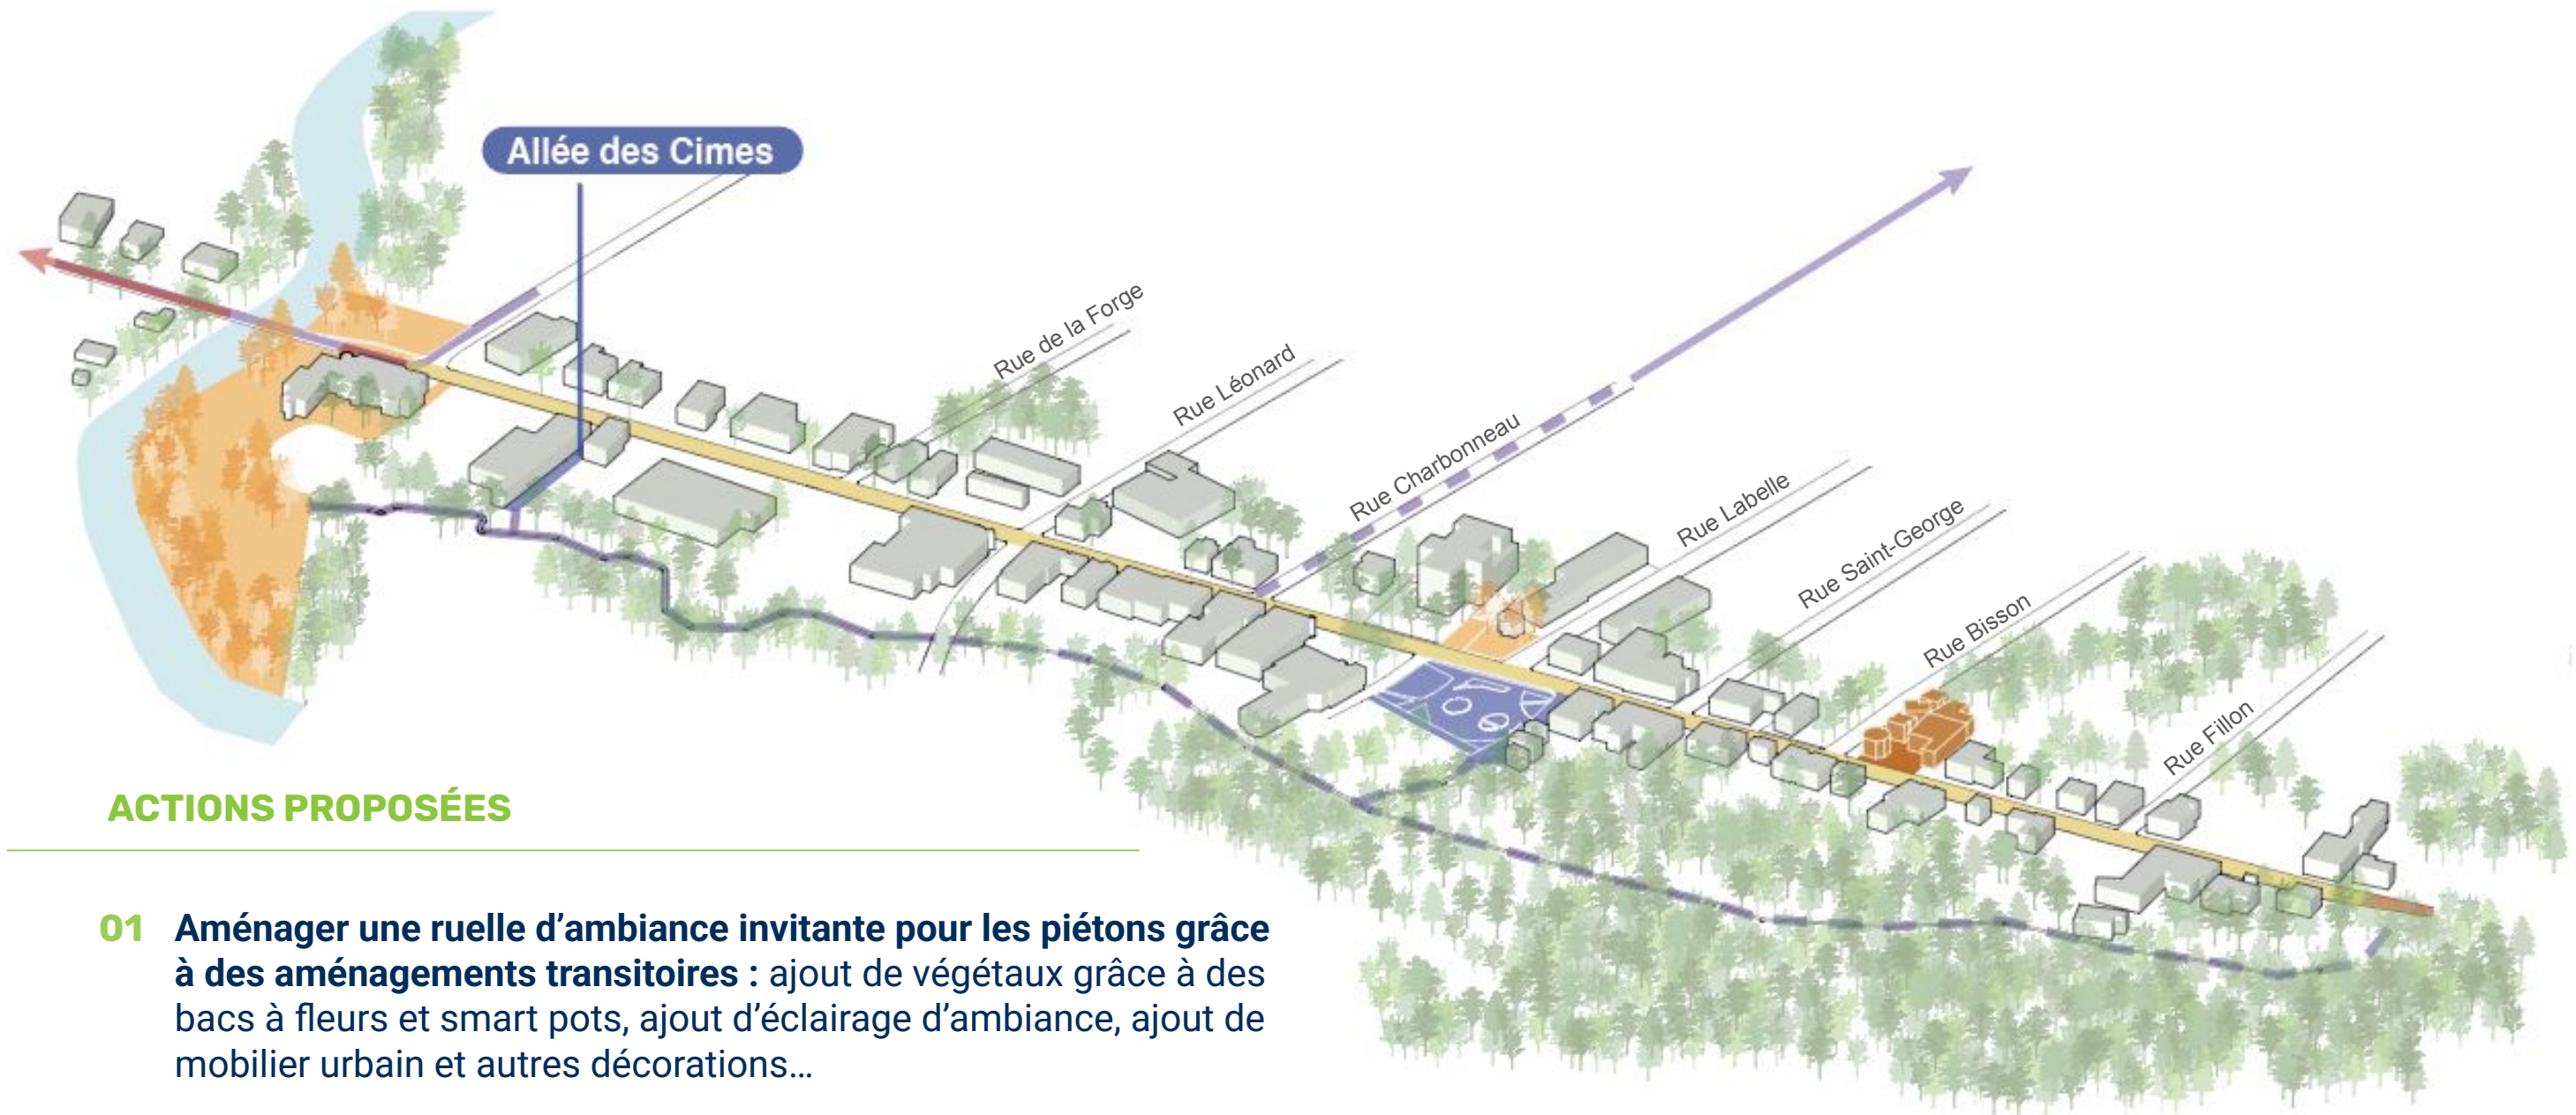 Allée des Cimes
Rue de la Forge
Rue Léonard
Rue Charbonneau
Rue Labelle
Rue Saint-George
Rue Bisson
Rue Fillon
ACTIONS PROPOSÉES
01 Aménager une ruelle d’ambiance invitante pour les piétons grâce
à des aménagements transitoires : ajout de végétaux grâce à des
bacs à fleurs et smart pots, ajout d’éclairage d’ambiance, ajout de
mobilier urbain et autres décorations…